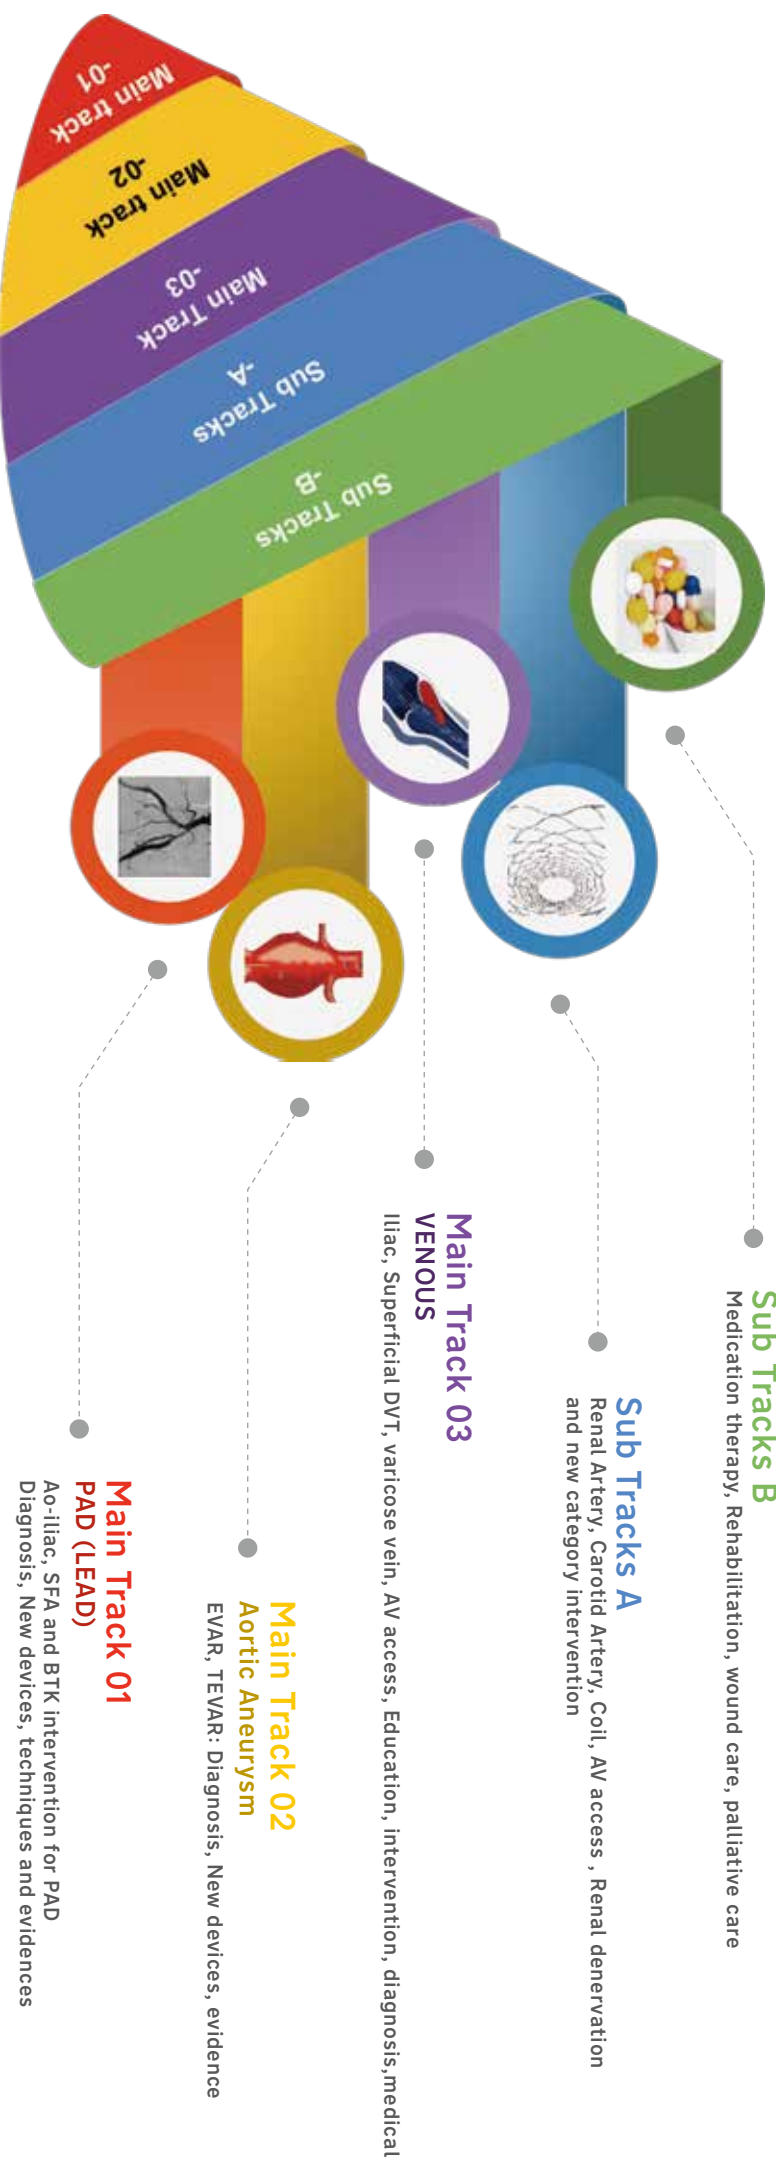 Main track
-01
Main track
-02
Main Track
-03
Sub Tracks
-A
Sub Tracks
-B
Sub Tracks B
Medication therapy, Rehabilitation, wound care, palliative care
Sub Tracks A
Renal Artery, Carotid Artery, Coil, AV access , Renal denervation
and new category intervention
Main Track 03
VENOUS
Iliac, Superficial DVT, varicose vein, AV access, Education, intervention, diagnosis,medical
Main Track 02
Aortic Aneurysm
EVAR, TEVAR: Diagnosis, New devices, evidence
Main Track 01
PAD (LEAD)
Ao-iliac, SFA and BTK intervention for PAD
Diagnosis, New devices, techniques and evidences